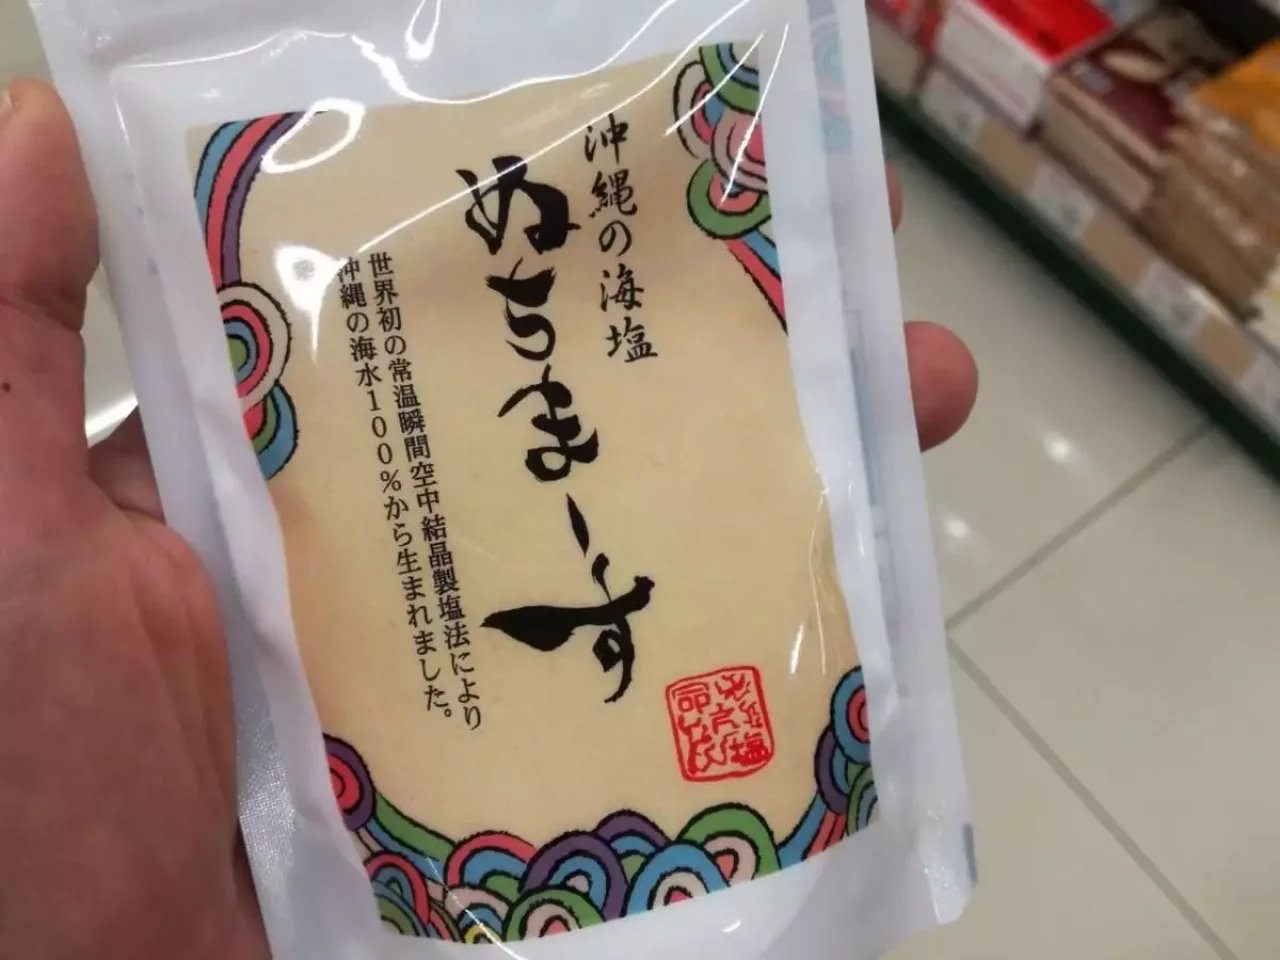 沖縄の海塩
ぬちまーす
世界初の常温瞬間空中結晶製塩法により
沖縄の海水100%から生まれました。